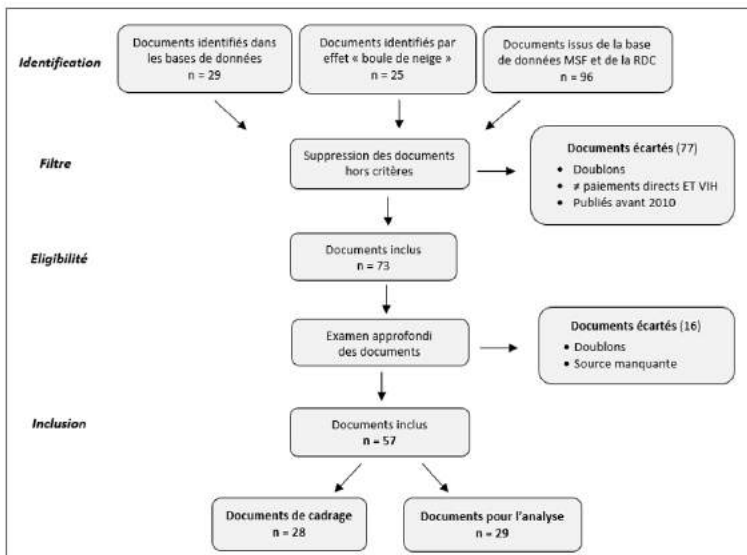 Identification
Documents identifiés dans
les bases de données
n = 29
Documents identifiés par
effet « boule de neige »
n = 25
Documents issus de la base
de données MSF et de la RDC
n = 96
Filtre
Suppression des documents
hors critères
Documents écartés (77)
• Doublons
• ≠ paiements directs ET VIH
• Publiés avant 2010
Eligibilité
Documents inclus
n = 73
Examen approfondi
des documents
Documents écartés (16)
• Doublons
• Source manquante
Inclusion
Documents inclus
n = 57
Documents de cadrage
n = 28
Documents pour l'analyse
n = 29